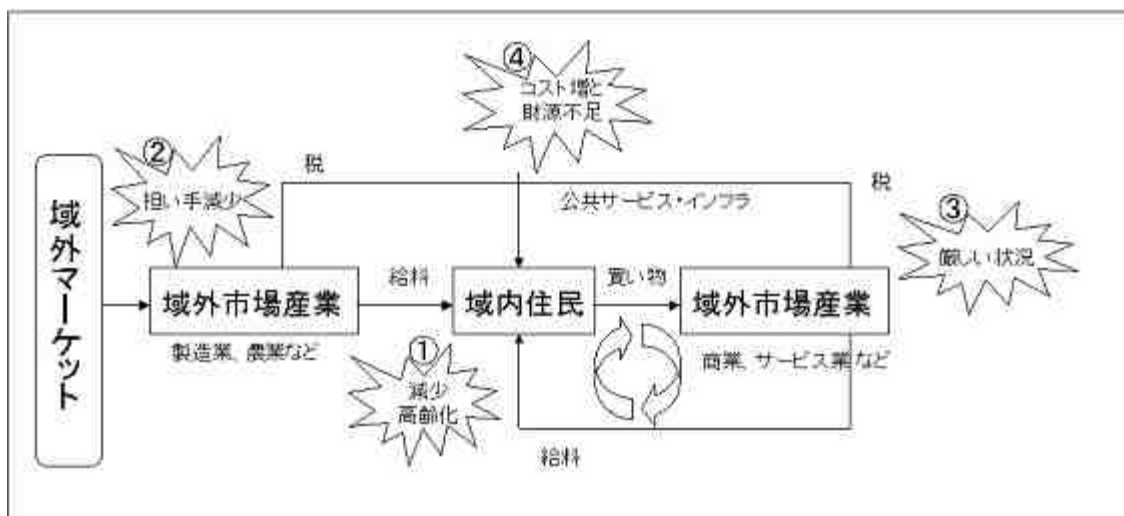 ④
コスト増と
財源不足
②
担い手減少
税
税
公共サービス・インフラ
③
厳しい状況
域外マーケット
域外市場産業
給料
域内住民
買い物
域外市場産業
製造業、農業など
商業、サービス業など
①
減少
高齢化
給料